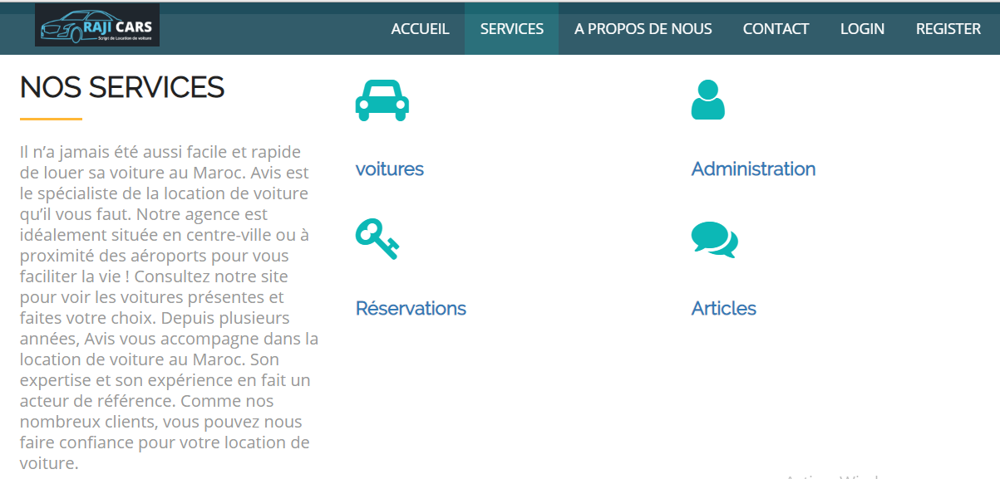 RAJI CARS
Script de Location de voiture
ACCUEIL SERVICES A PROPOS DE NOUS CONTACT LOGIN REGISTER
NOS SERVICES
Il n’a jamais été aussi facile et rapide
de louer sa voiture au Maroc. Avis est
le spécialiste de la location de voiture
qu’il vous faut. Notre agence est
idéalement située en centre-ville ou à
proximité des aéroports pour vous
faciliter la vie ! Consultez notre site
pour voir les voitures présentes et
faites votre choix. Depuis plusieurs
années, Avis vous accompagne dans la
location de voiture au Maroc. Son
expertise et son expérience en fait un
acteur de référence. Comme nos
nombreux clients, vous pouvez nous
faire confiance pour votre location de
voiture.
voitures
Administration
Réservations
Articles